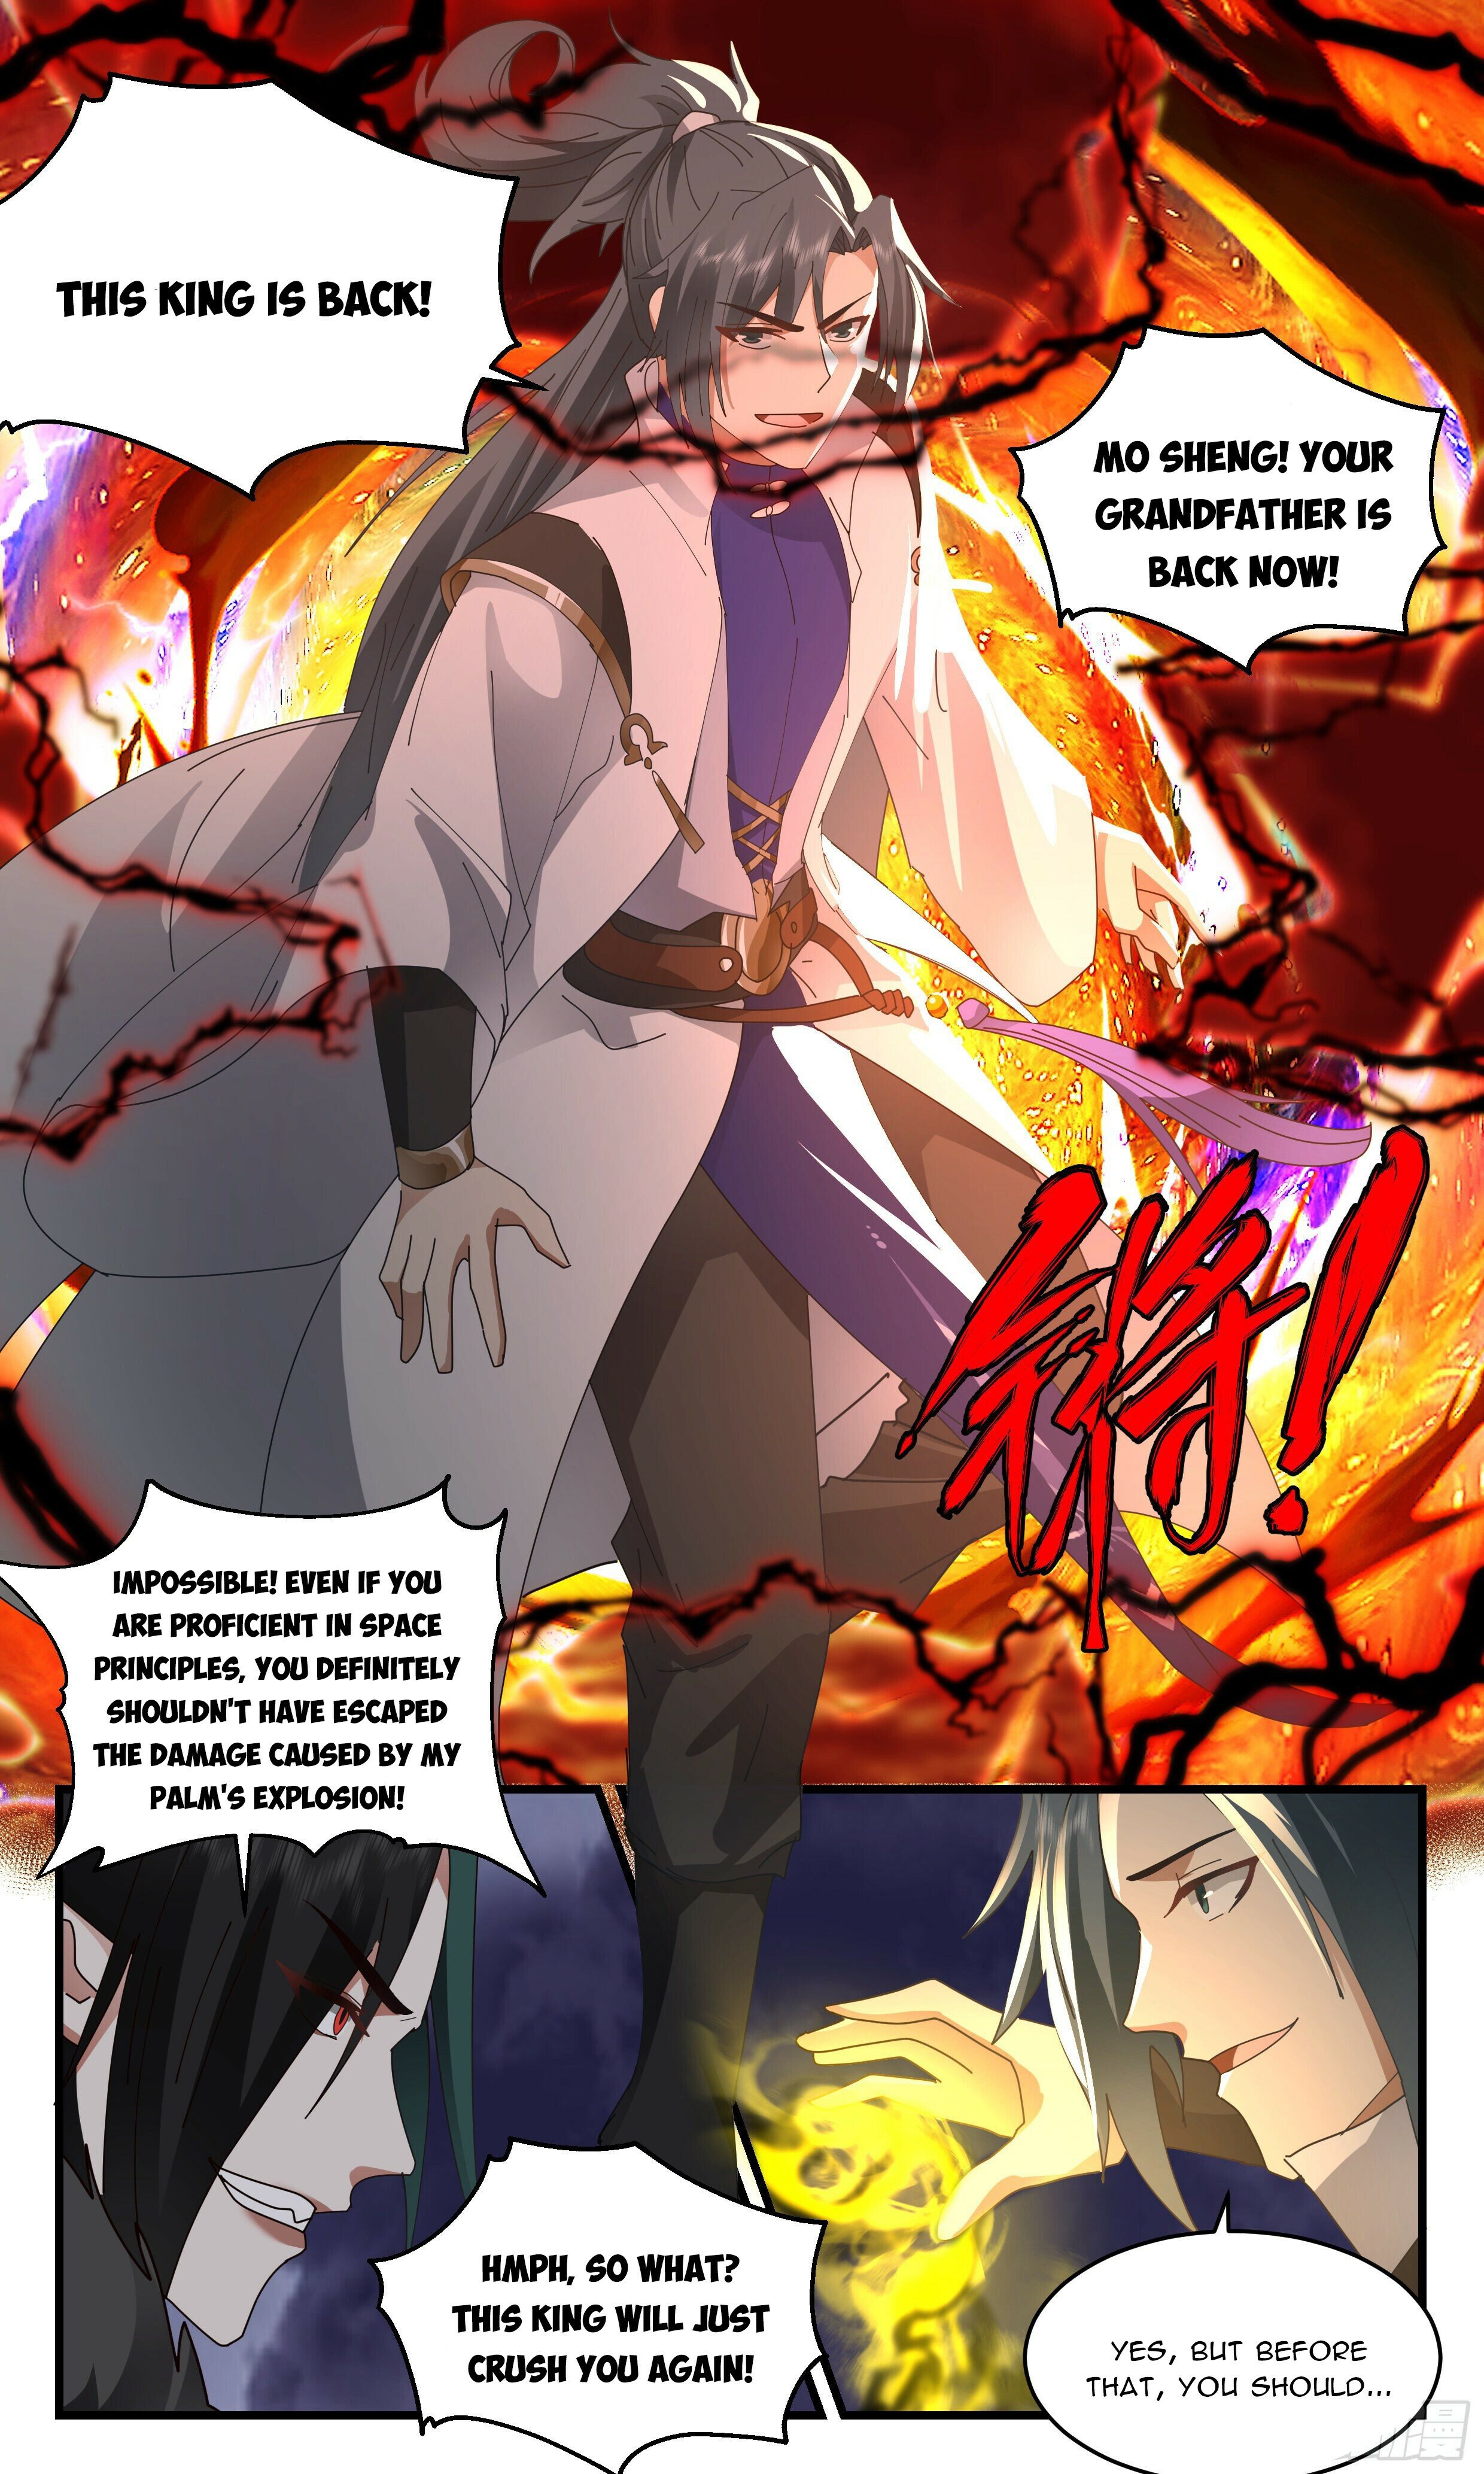 THIS KING IS BACK!
MO SHENG! YOUR
GRANDFATHER IS
BACK NOW!
锵!
IMPOSSIBLE! EVEN IF YOU
ARE PROFICIENT IN SPACE
PRINCIPLES, YOU DEFINITELY
SHOULDN'T HAVE ESCAPED
THE DAMAGE CAUSED BY MY
PALM'S EXPLOSION!
HMPH, SO WHAT?
THIS KING WILL JUST
CRUSH YOU AGAIN!
YES, BUT BEFORE
THAT, YOU SHOULD...